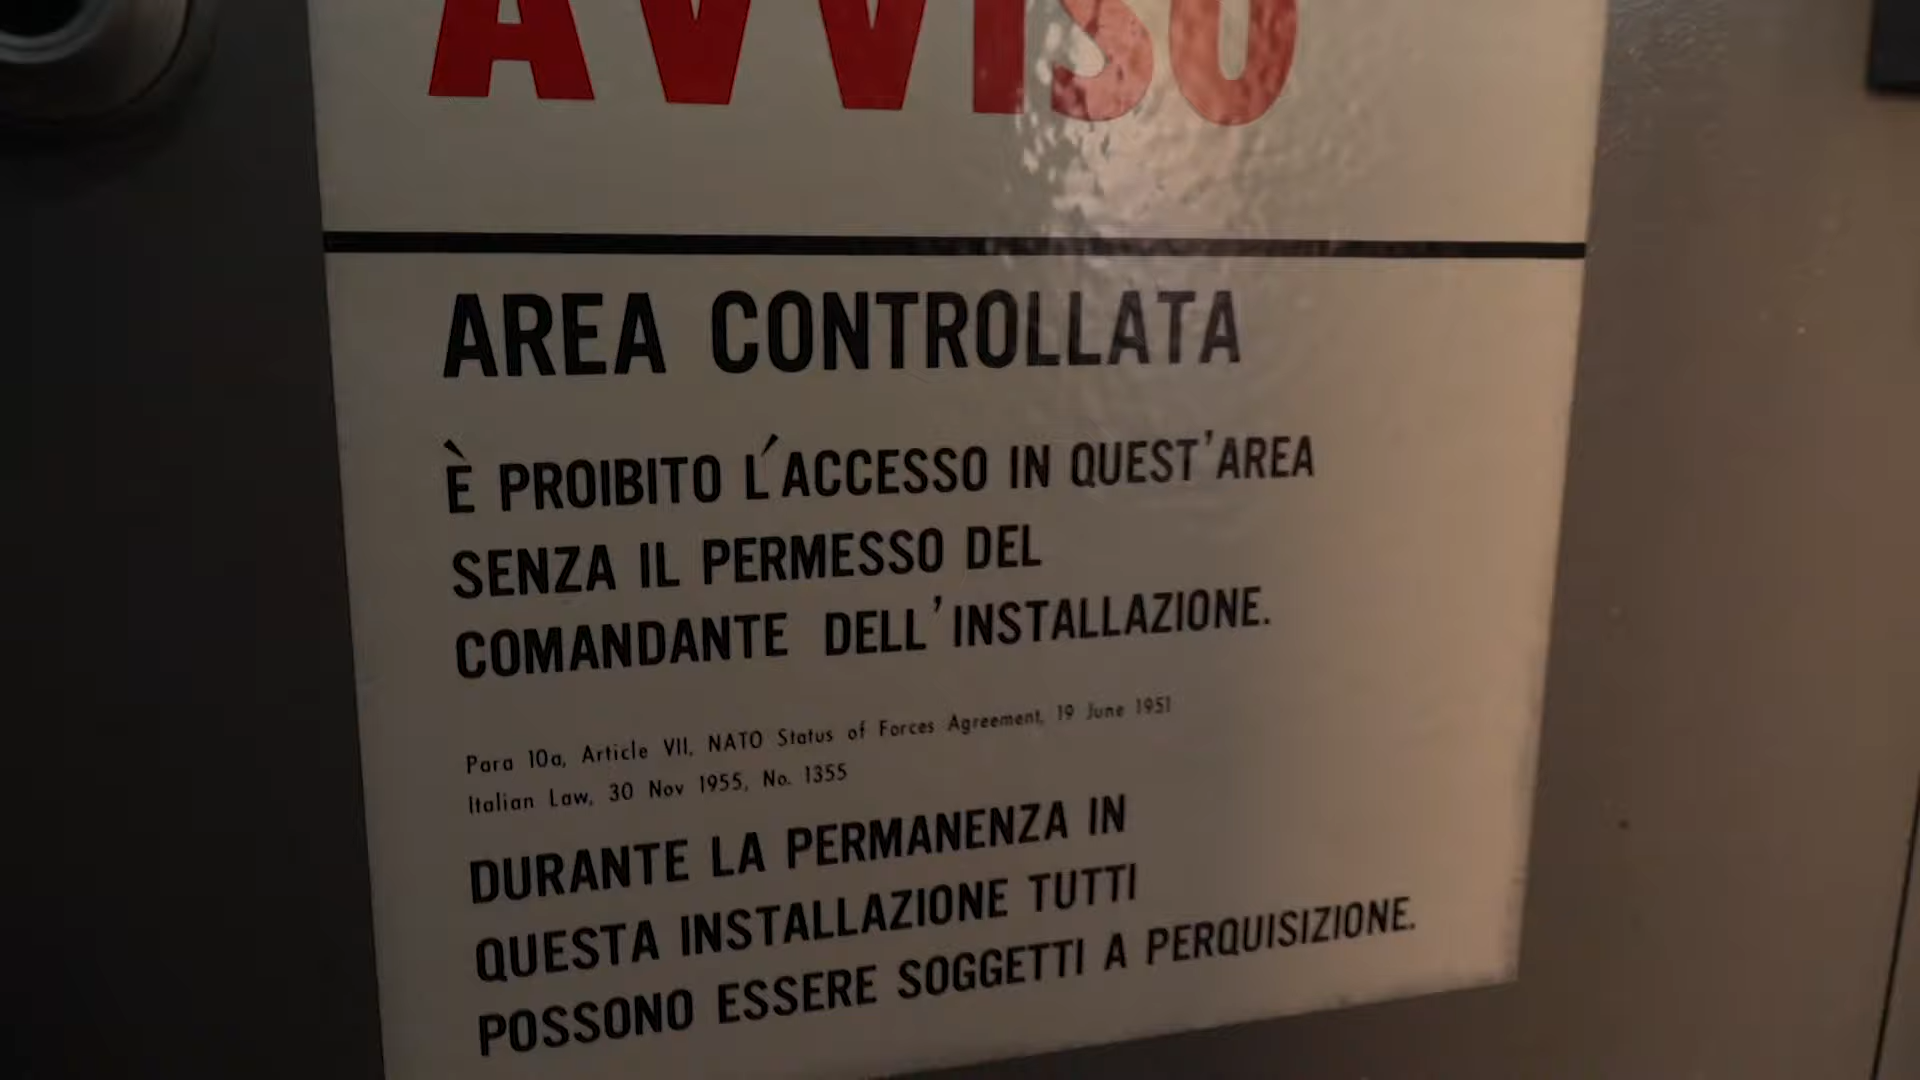 AVVISO
AREA CONTROLLATA
È PROIBITO L'ACCESSO IN QUEST'AREA
SENZA IL PERMESSO DEL
COMANDANTE DELL'INSTALLAZIONE.
Para 10a, Article VII, NATO Status of Forces Agreement, 19 June 1951
Italian Law, 30 Nov 1955, No. 1355
DURANTE LA PERMANENZA IN
QUESTA INSTALLAZIONE TUTTI
POSSONO ESSERE SOGGETTI A PERQUISIZIONE.